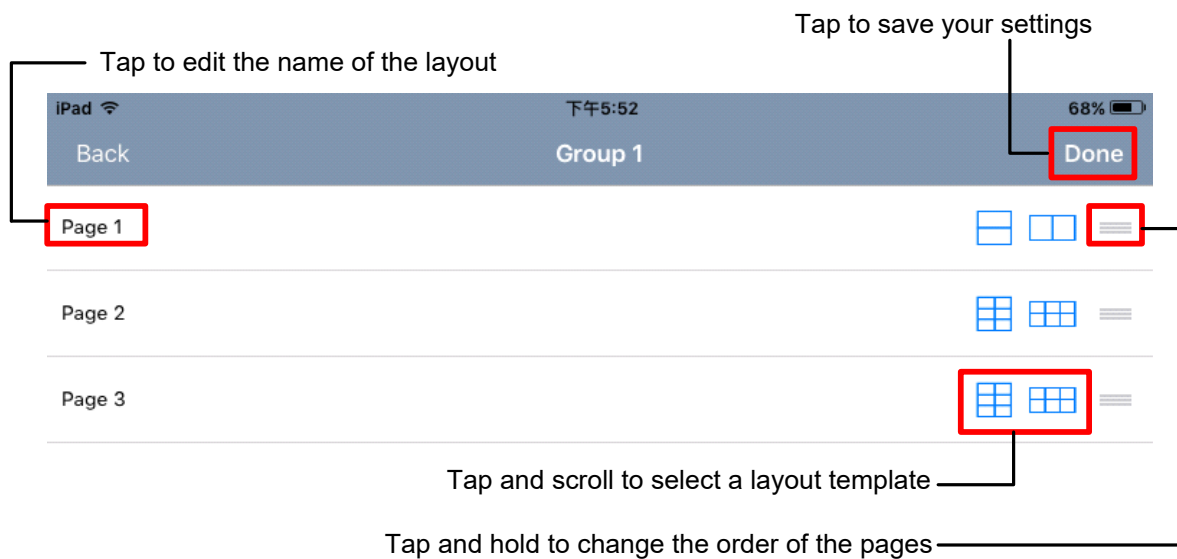 Tap to save your settings
Tap to edit the name of the layout
iPad 下午5:52 68%
Back Group 1 Done
Page 1
Page 2
Page 3
Tap and scroll to select a layout template
Tap and hold to change the order of the pages